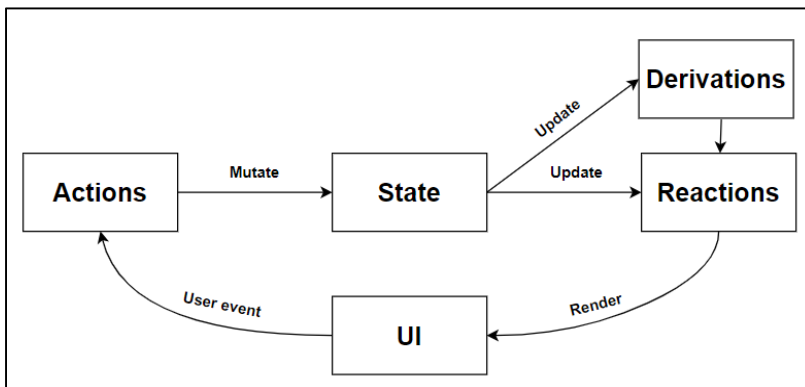 Derivations
Update
Actions
Mutate
State
Update
Reactions
User event
Render
UI